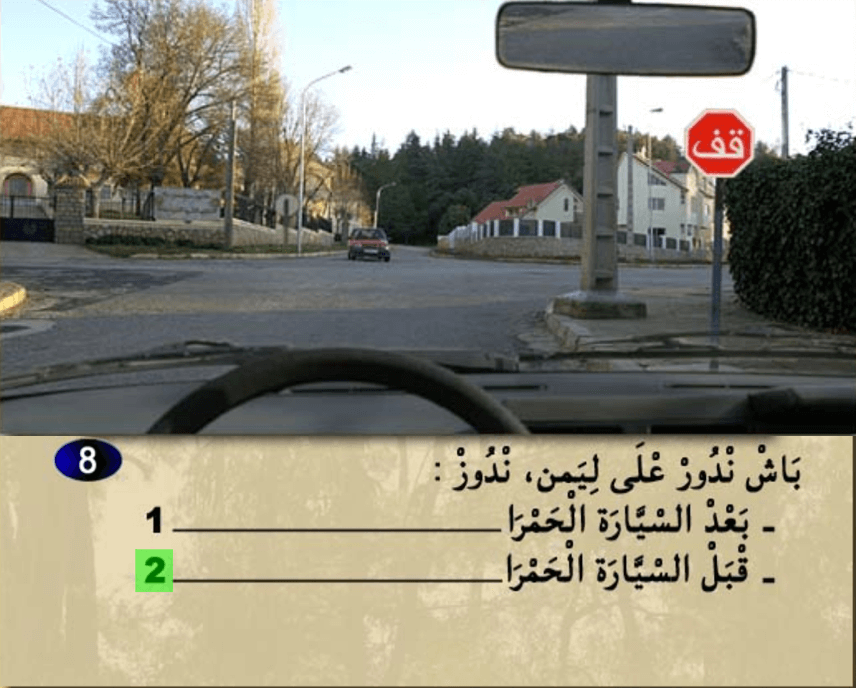 قف
8
بَاشْ نْدُورْ عْلَى لِيَمن، نْدُوزْ :
ـ بَعْدْ السْيَّارَة الْحَمْرَا 1
ـ قْبَلْ السْيَّارَة الْحَمْرَا 2